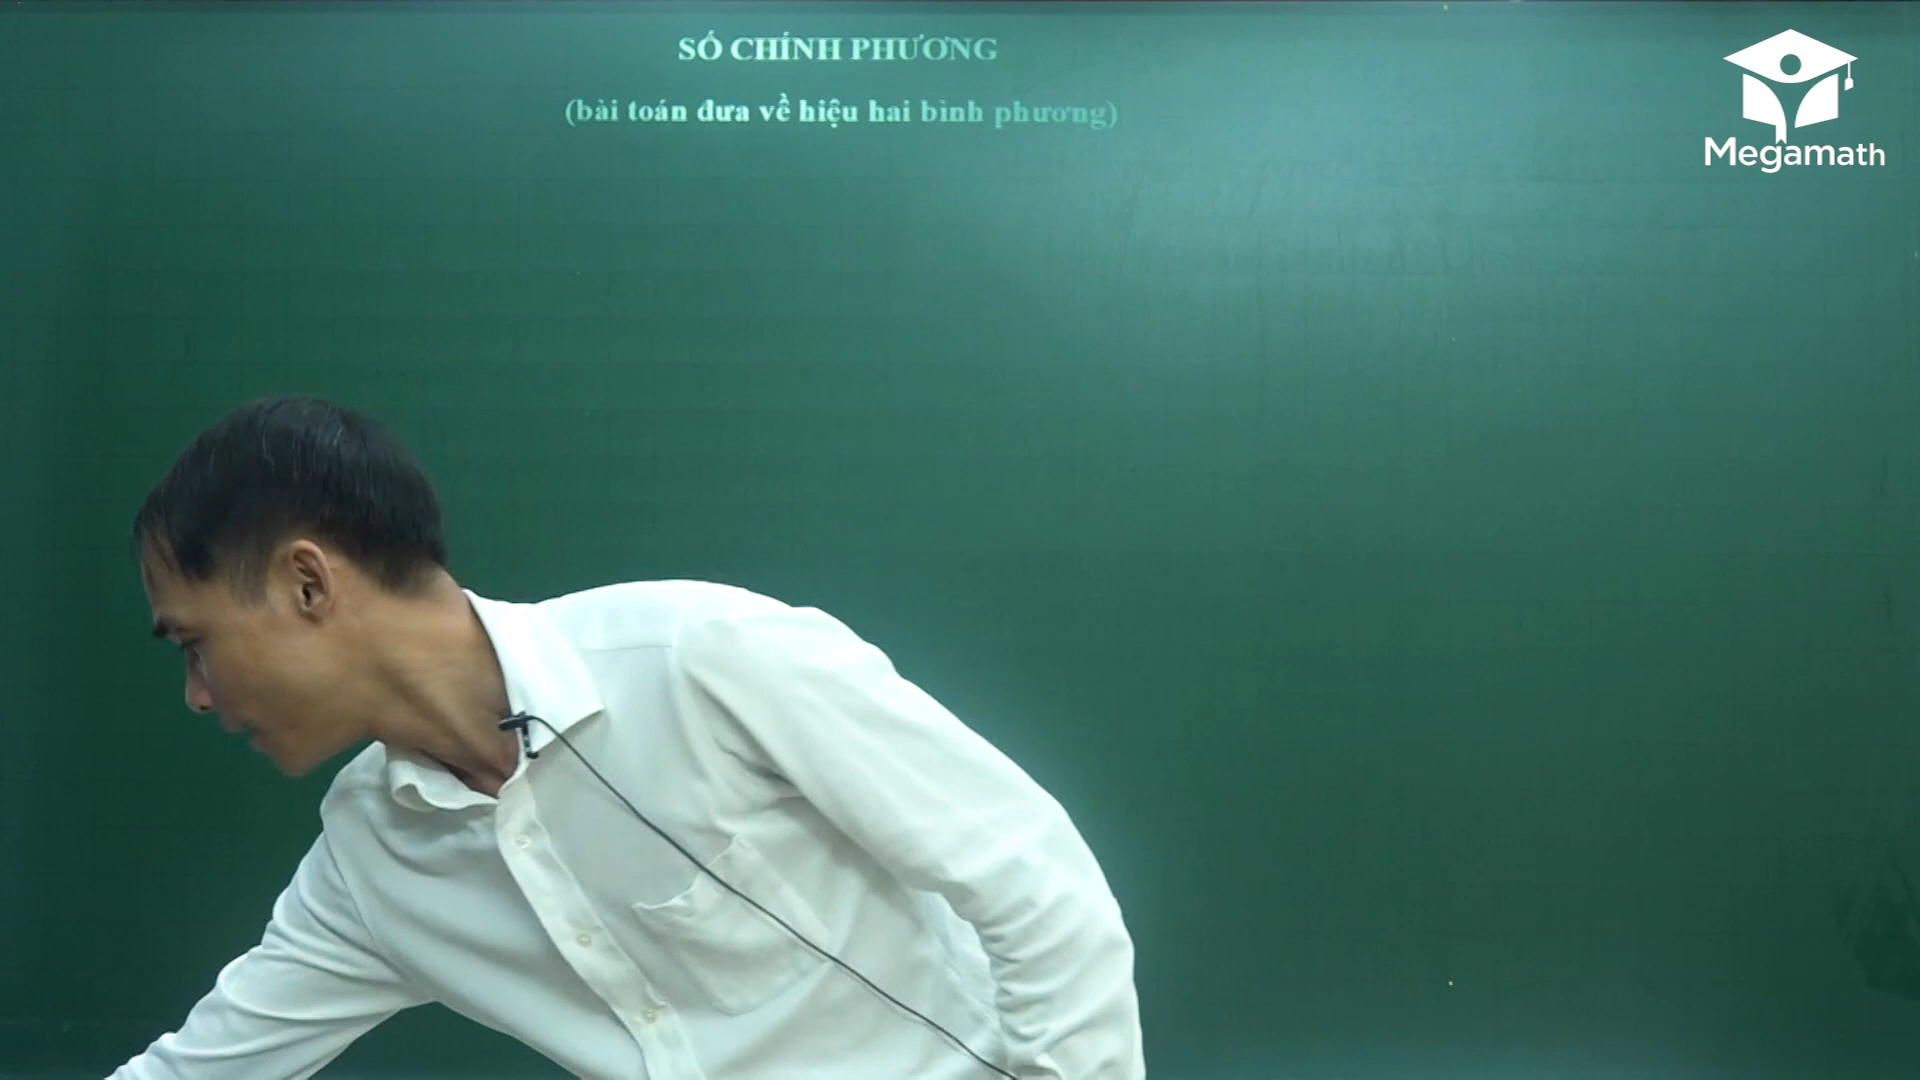 SỐ CHÍNH PHƯƠNG
(bài toán đưa về hiệu hai bình phương)
Megamath